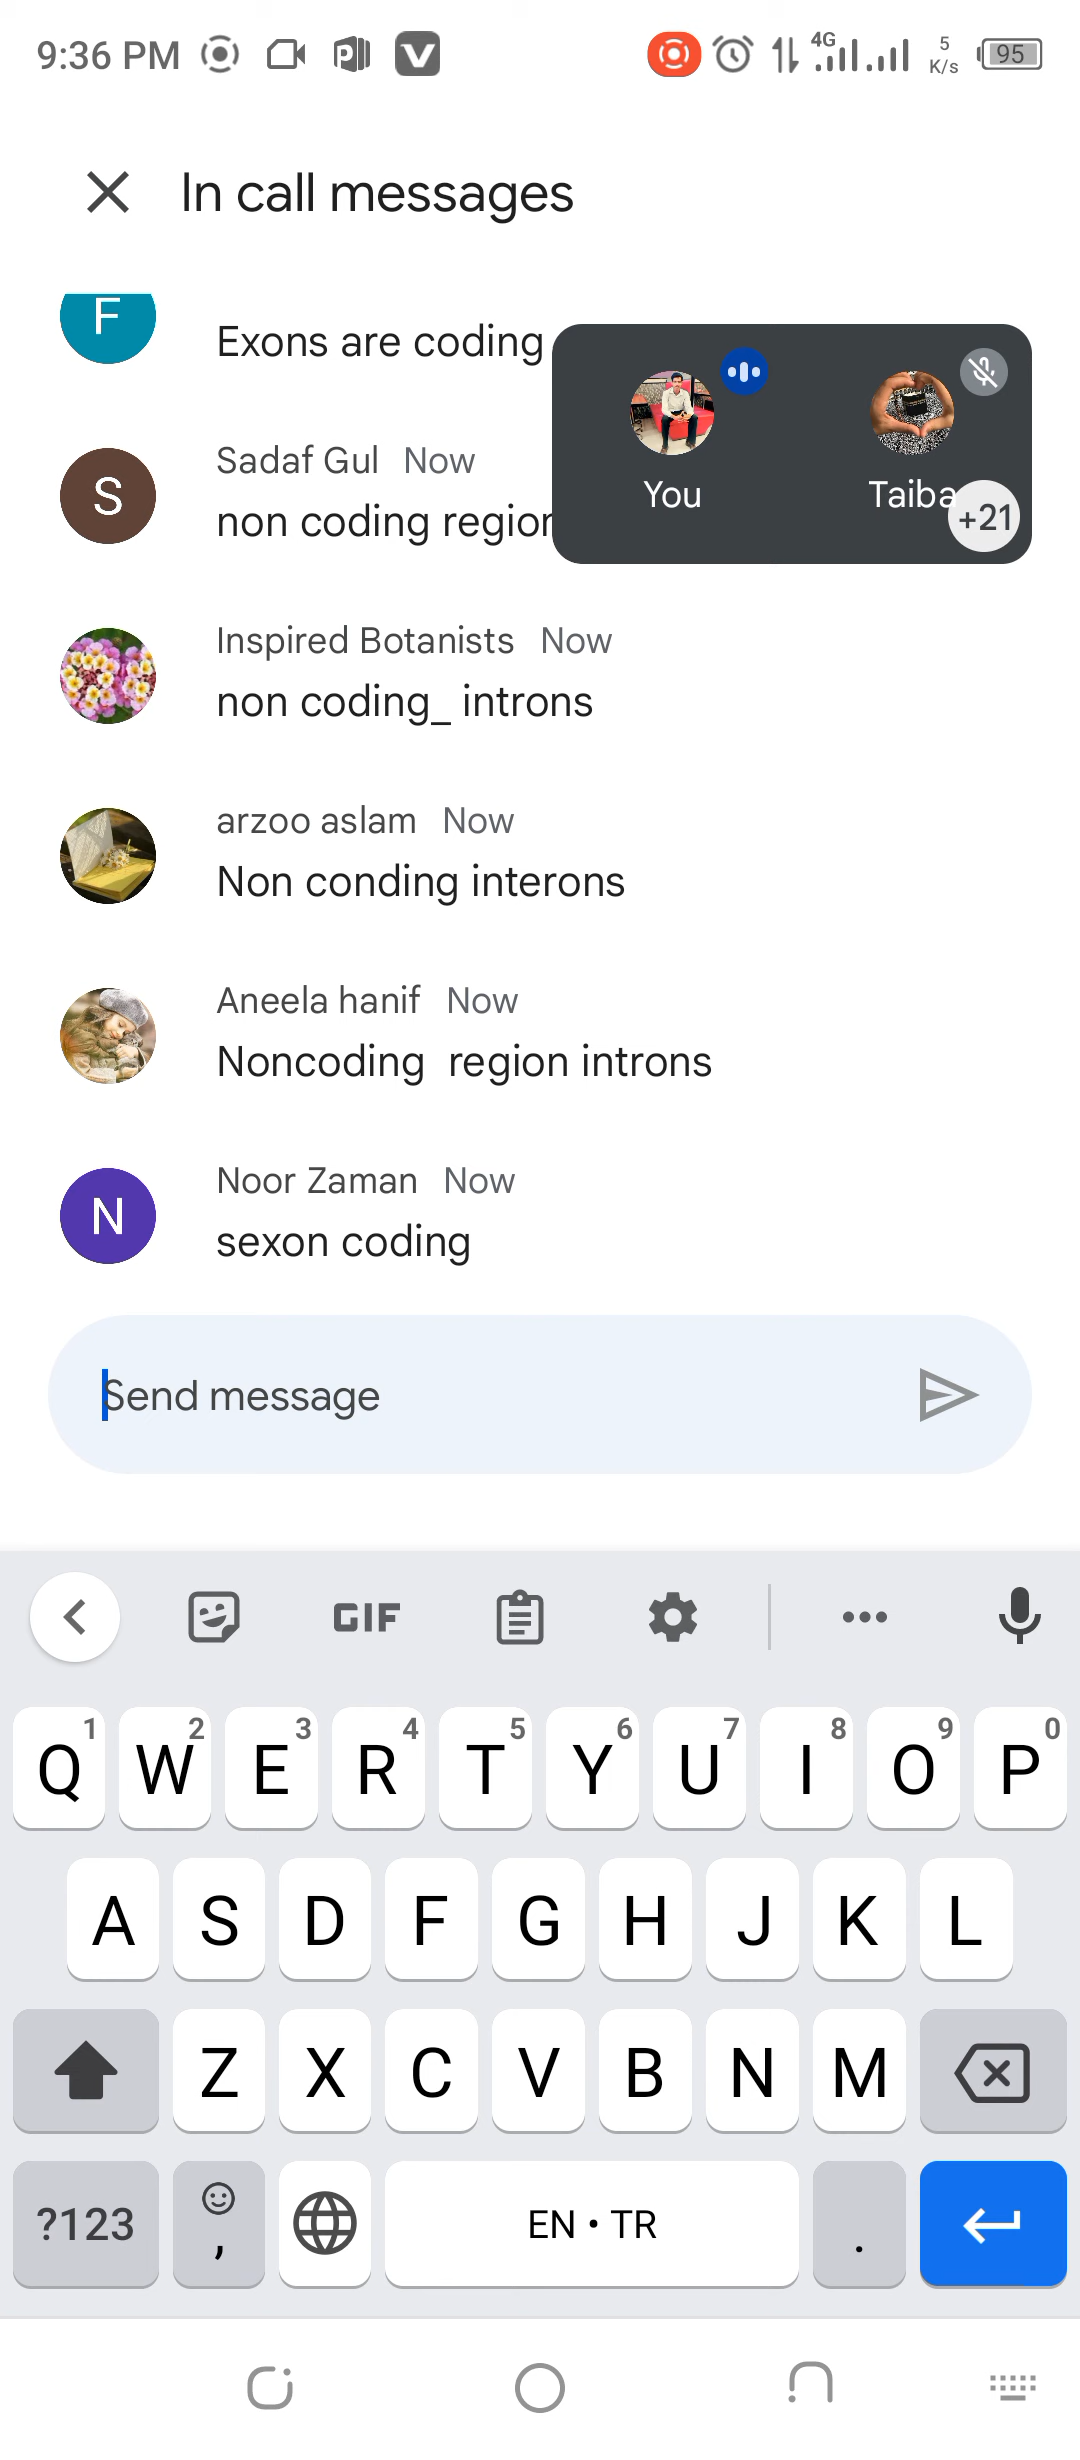 9:36 PM
4G
5
K/s
95
In call messages
F
Exons are coding
S
Sadaf Gul Now
non coding region
You
Taiba
+21
Inspired Botanists Now
non coding_ introns
arzoo aslam Now
Non conding interons
Aneela hanif Now
Noncoding  region introns
N
Noor Zaman Now
sexon coding
Send message
GIF
1 2 3 4 5 6 7 8 9 0
Q W E R T Y U I O P
A S D F G H J K L
Z X C V B N M
?123 , EN • TR .